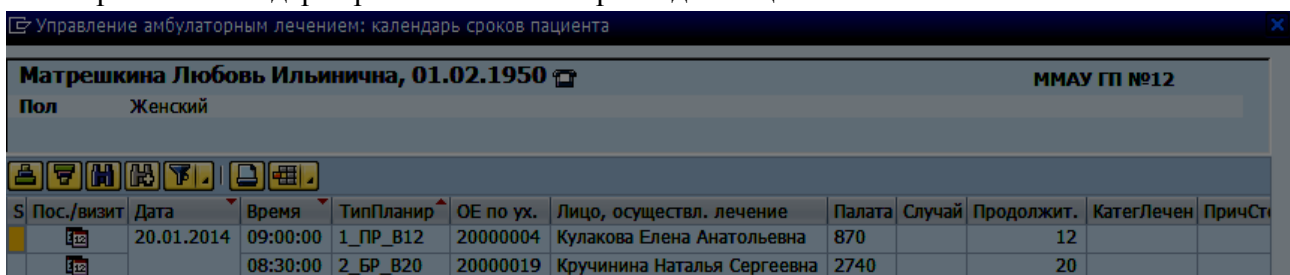 Управление амбулаторным лечением: календарь сроков пациента
Матрешкина Любовь Ильинична, 01.02.1950 ММАУ ГП №12
Пол Женский
S Пос./визит Дата Время ТипПланир ОЕ по ух. Лицо, осуществл. лечение Палата Случай Продолжит. КатегЛечен
20.01.2014 09:00:00 1_ПР_В12 20000004 Кулакова Елена Анатольевна 870 12
08:30:00 2_БР_В20 20000019 Кручинина Наталья Сергеевна 2740 20